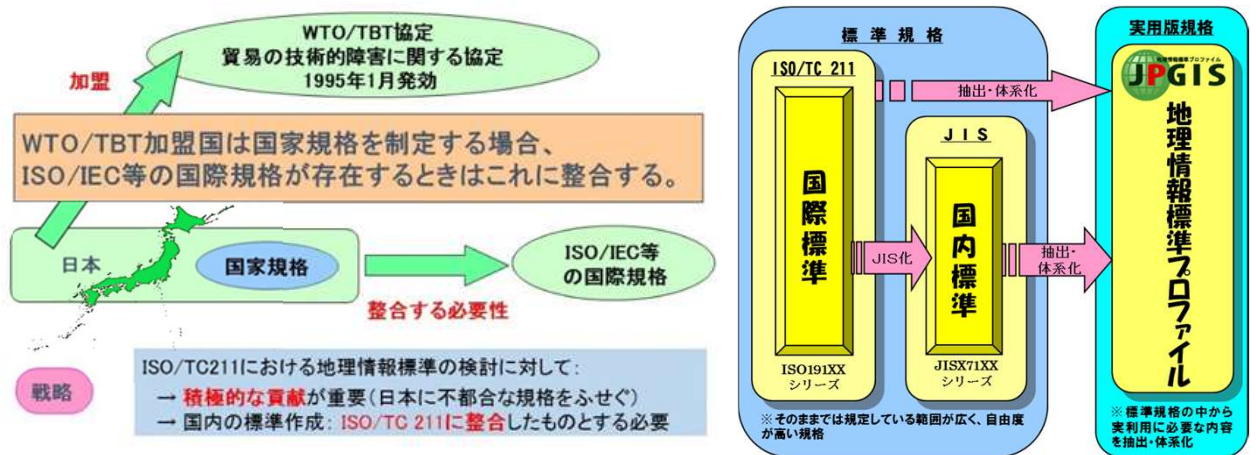 WTO/TBT協定
貿易の技術的障害に関する協定
1995年1月発効
加盟
WTO/TBT加盟国は国家規格を制定する場合、
ISO/IEC等の国際規格が存在するときはこれに整合する。
日本
国家規格
ISO/IEC等
の国際規格
整合する必要性
戦略
ISO/TC211における地理情報標準の検討に対して:
→ 積極的な貢献が重要(日本に不都合な規格をふせぐ)
→ 国内の標準作成: ISO/TC 211に整合したものとする必要
標準規格
ISO/TC 211
国際標準
ISO191XX
シリーズ
JIS化
JIS
国内標準
JISX71XX
シリーズ
抽出・体系化
抽出・
体系化
※そのままでは規定している範囲が広く、自由度
が高い規格
実用版規格
地理情報標準プロファイル
JPGIS
地理情報標準プロファイル
※標準規格の中から
実利用に必要な内容
を抽出・体系化